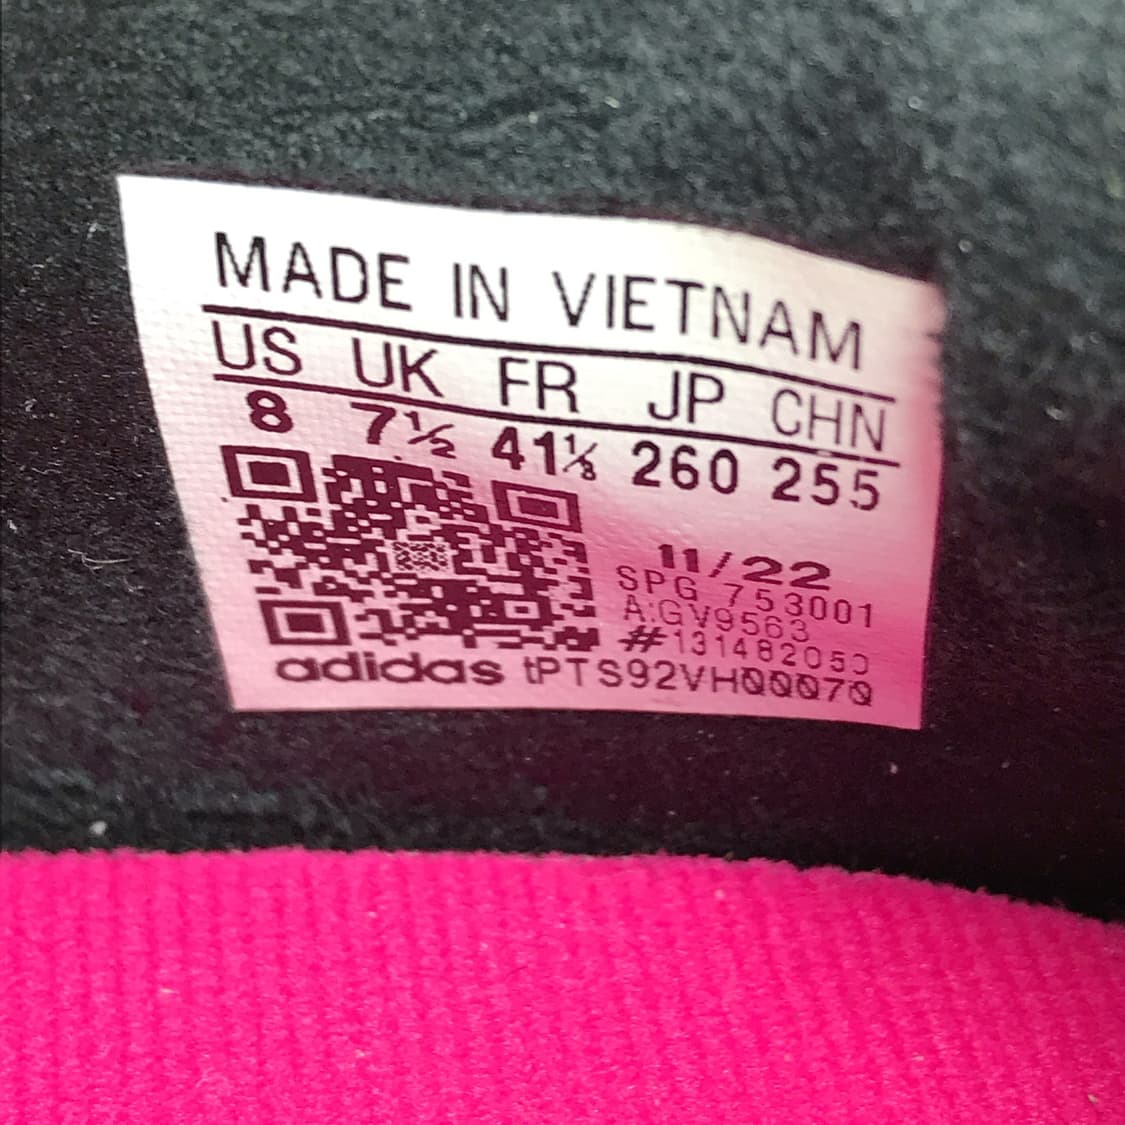 MADE IN VIETNAM
US UK FR JP CHN
8 7½ 41⅓ 260 255
11/22
SPG 753001
A:GV9563
#131482050
adidas tPTS92VH00070